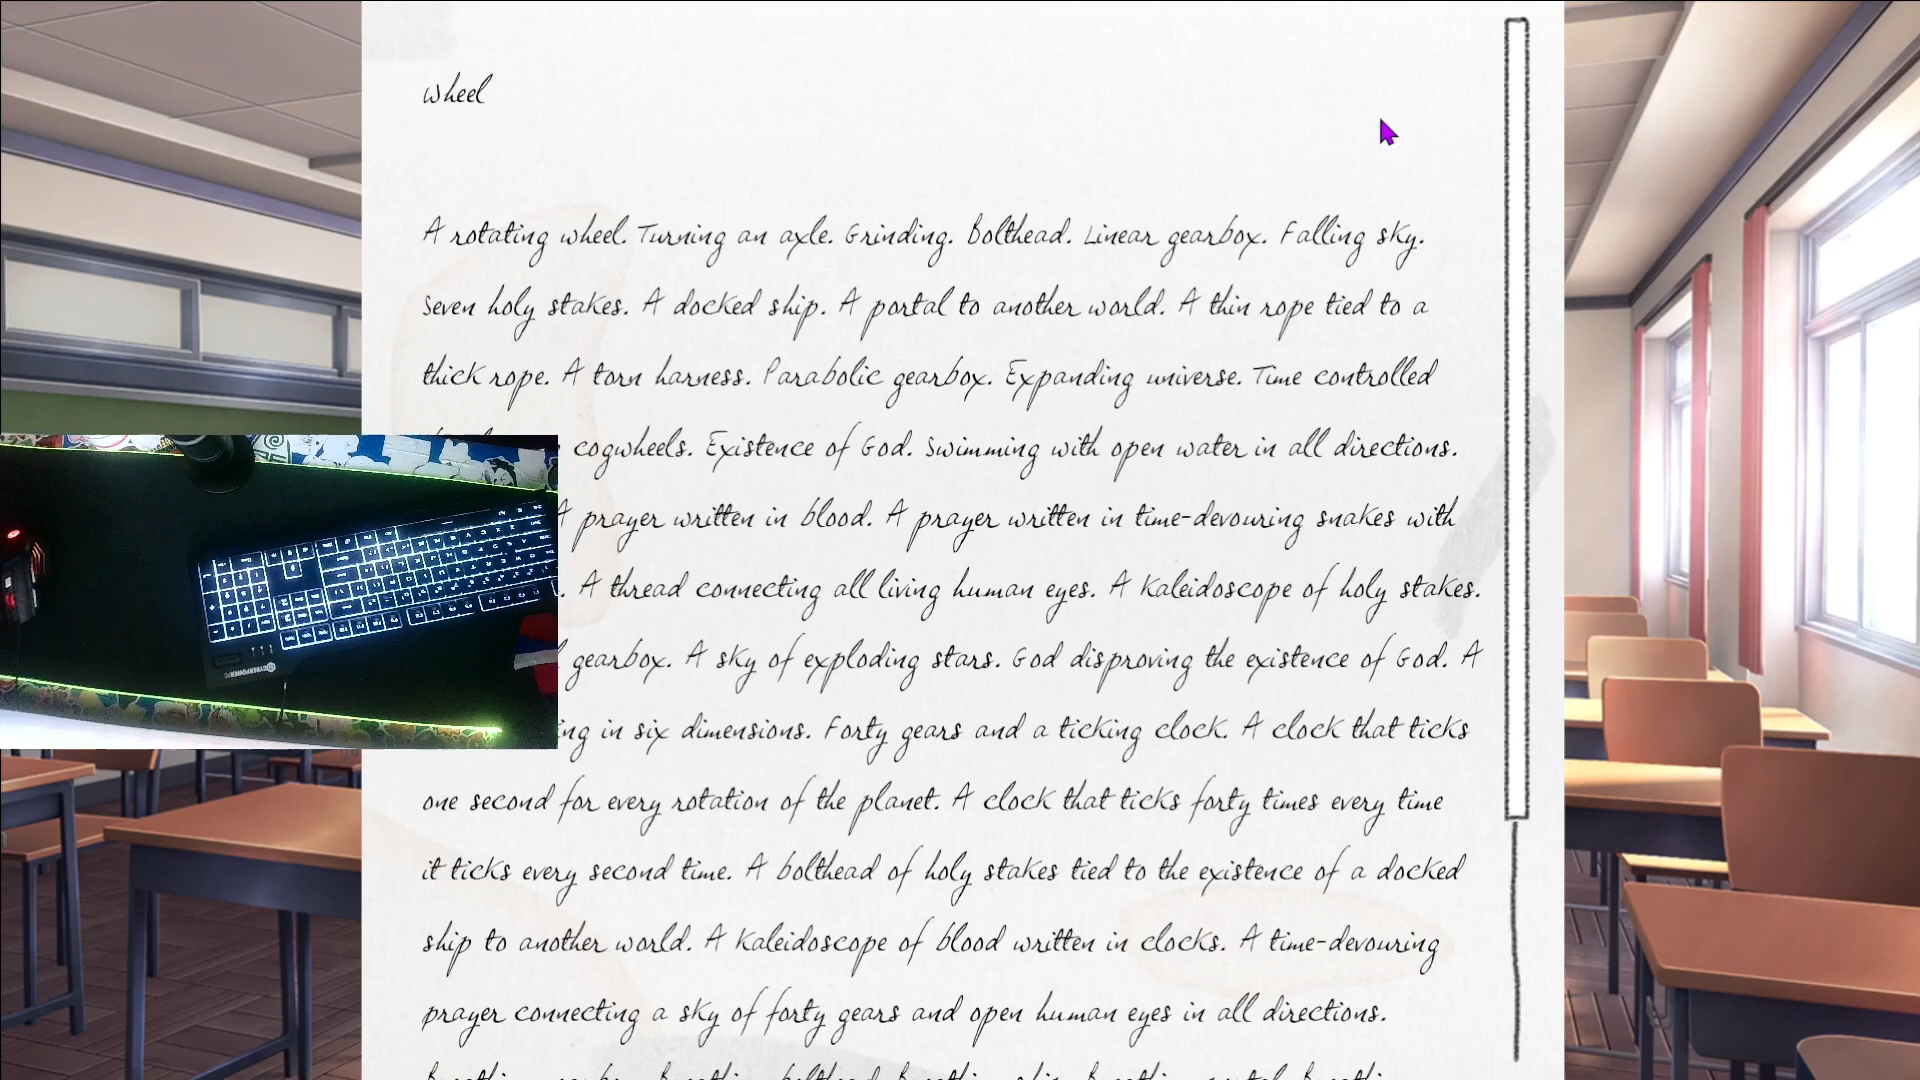 wheel
A rotating wheel. Turning an axle. Grinding. Bolthead. Linear gearbox. Falling sky.
Seven holy stakes. A docked ship. A portal to another world. A thin rope tied to a
thick rope. A torn harness. Parabolic gearbox. Expanding universe. Time controlled
cogwheels. Existence of God. Swimming with open water in all directions.
A prayer written in blood. A prayer written in time-devouring snakes with
. A thread connecting all living human eyes. A kaleidoscope of holy stakes.
gearbox. A sky of exploding stars. God disproving the existence of God. A
ing in six dimensions. Forty gears and a ticking clock. A clock that ticks
one second for every rotation of the planet. A clock that ticks forty times every time
it ticks every second time. A bolthead of holy stakes tied to the existence of a docked
ship to another world. A kaleidoscope of blood written in clocks. A time-devouring
prayer connecting a sky of forty gears and open human eyes in all directions.
CYBERPOWERPC